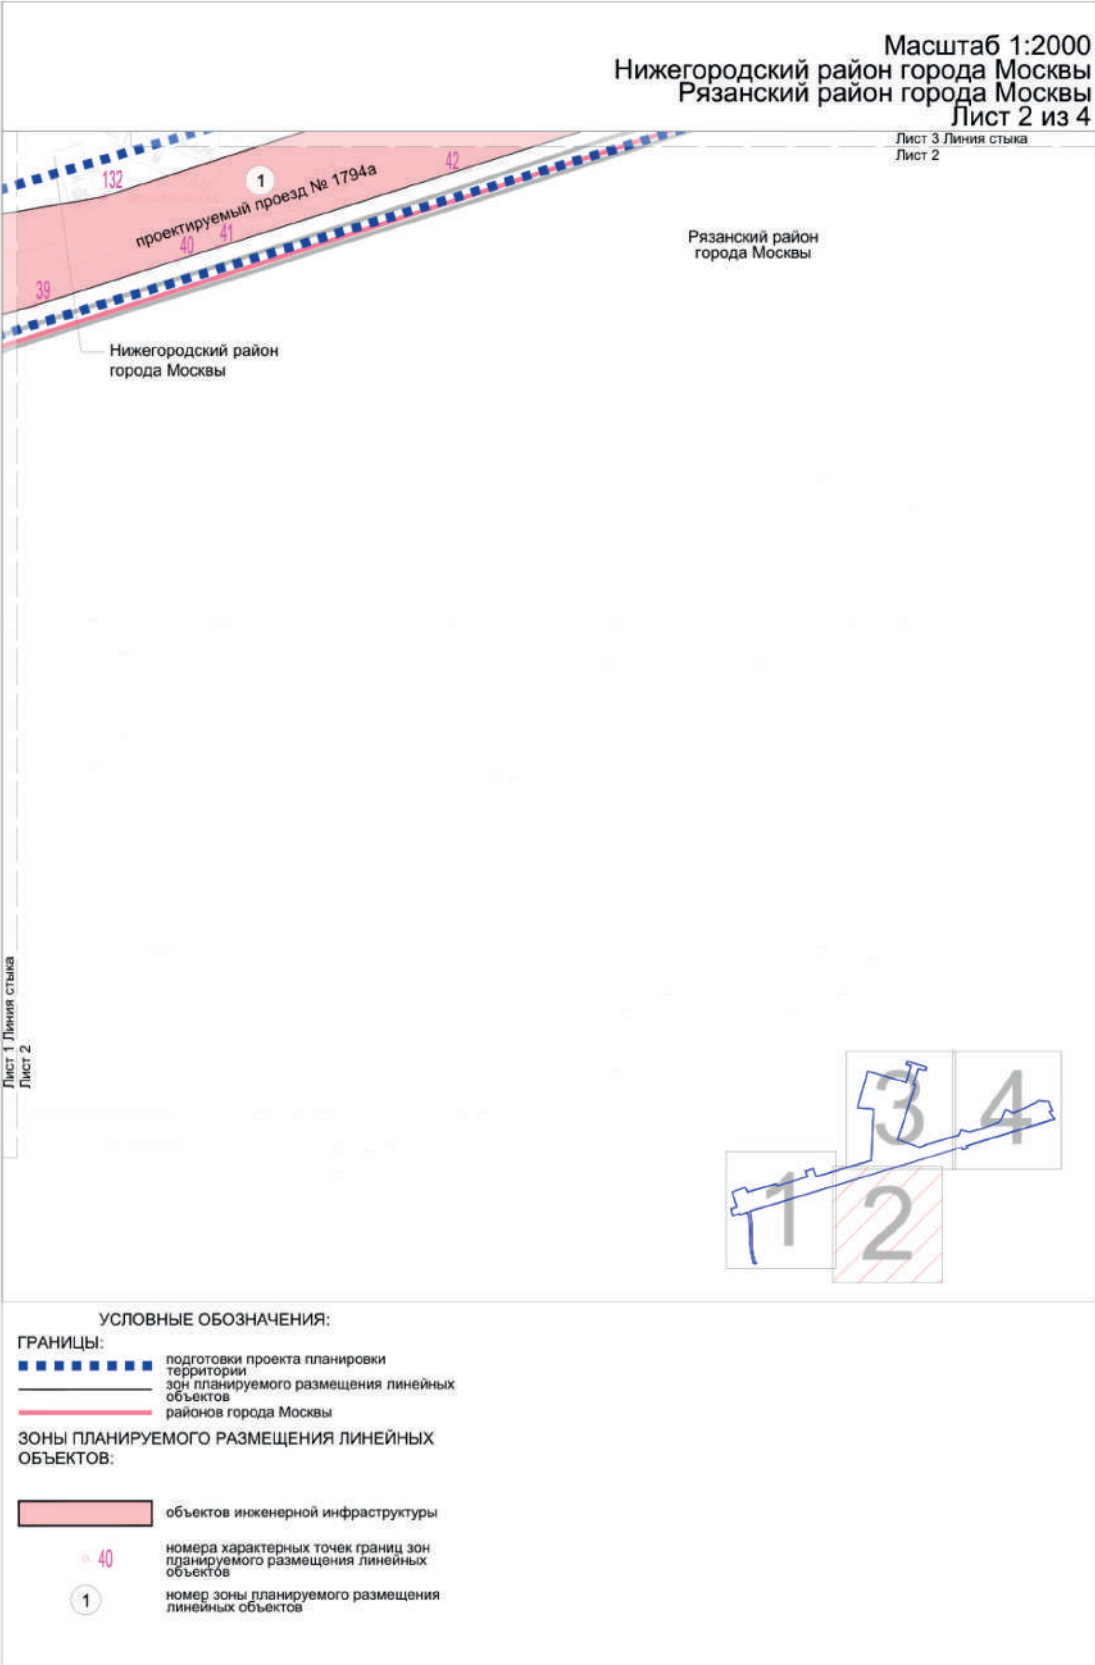 Масштаб 1:2000
Нижегородский район города Москвы
Рязанский район города Москвы
Лист 2 из 4
Лист 3 Линия стыка
Лист 2
132
1
42
проектируемый проезд № 1794а
41
40
39
Рязанский район
города Москвы
Нижегородский район
города Москвы
Лист 1 Линия стыка
Лист 2
3
4
1
2
УСЛОВНЫЕ ОБОЗНАЧЕНИЯ:
ГРАНИЦЫ:
подготовки проекта планировки
территории
зон планируемого размещения линейных
объектов
районов города Москвы
ЗОНЫ ПЛАНИРУЕМОГО РАЗМЕЩЕНИЯ ЛИНЕЙНЫХ
ОБЪЕКТОВ:
объектов инженерной инфраструктуры
40
номера характерных точек границ зон
планируемого размещения линейных
объектов
1
номер зоны планируемого размещения
линейных объектов